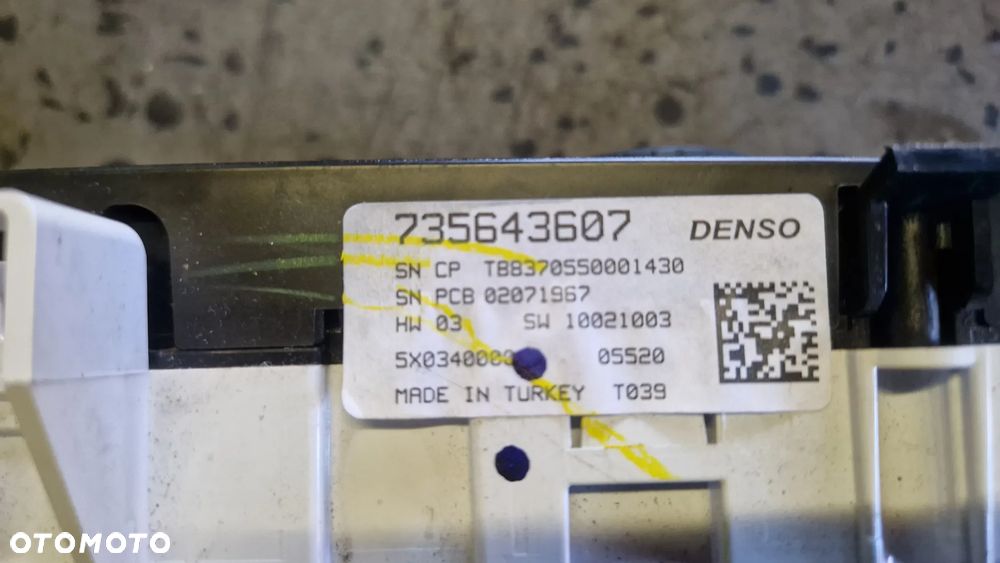 735643607 DENSO
SN CP TB8370550001430
SN PCB 02071967
HW 03 SW 10021003
05520
MADE IN TURKEY T039
OTOMOTO